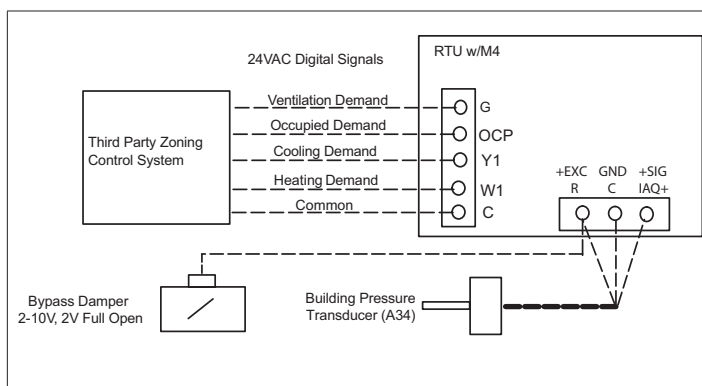 RTU w/M4
24VAC Digital Signals
Third Party Zoning
Control System
Ventilation Demand
G
Occupied Demand
OCP
Cooling Demand
Y1
Heating Demand
W1
Common
C
+EXC GND +SIG
R C IAQ+
Bypass Damper
2-10V, 2V Full Open
Building Pressure
Transducer (A34)